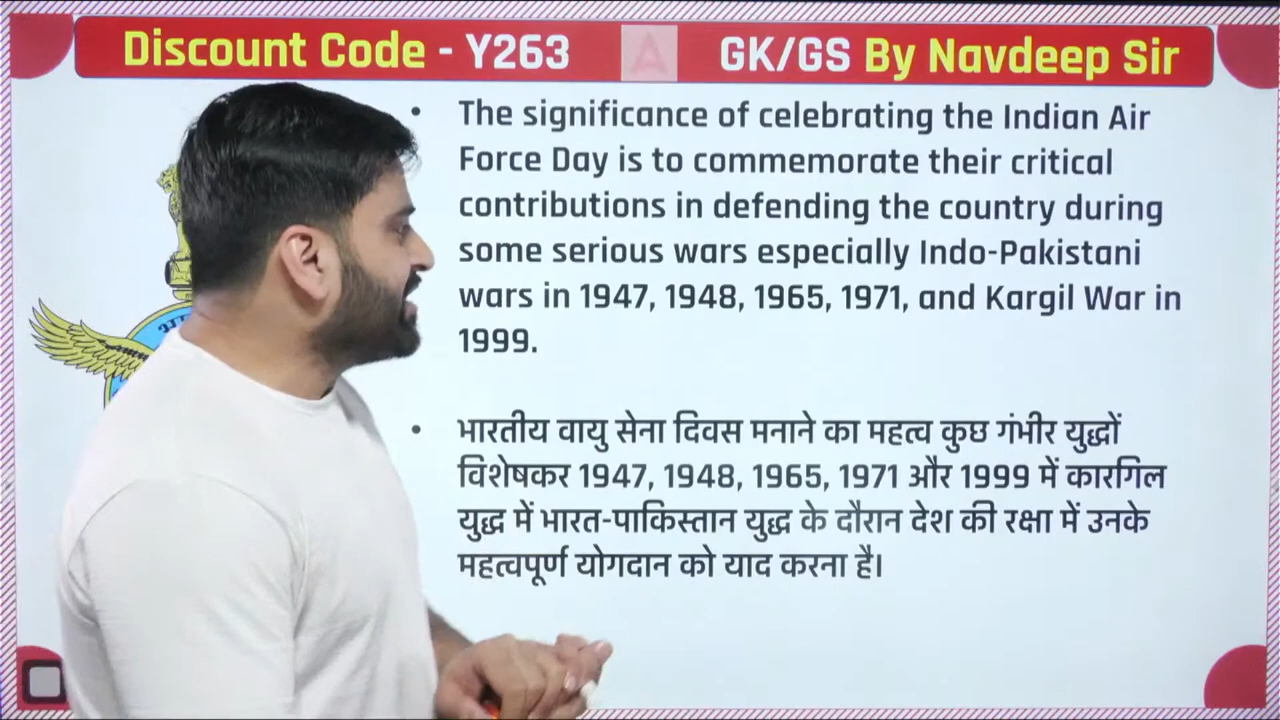 Discount Code - Y263
GK/GS By Navdeep Sir
• The significance of celebrating the Indian Air
Force Day is to commemorate their critical
contributions in defending the country during
some serious wars especially Indo-Pakistani
wars in 1947, 1948, 1965, 1971, and Kargil War in
1999.
• भारतीय वायु सेना दिवस मनाने का महत्व कुछ गंभीर युद्धों
विशेषकर 1947, 1948, 1965, 1971 और 1999 में कारगिल
युद्ध में भारत-पाकिस्तान युद्ध के दौरान देश की रक्षा में उनके
महत्वपूर्ण योगदान को याद करना है।